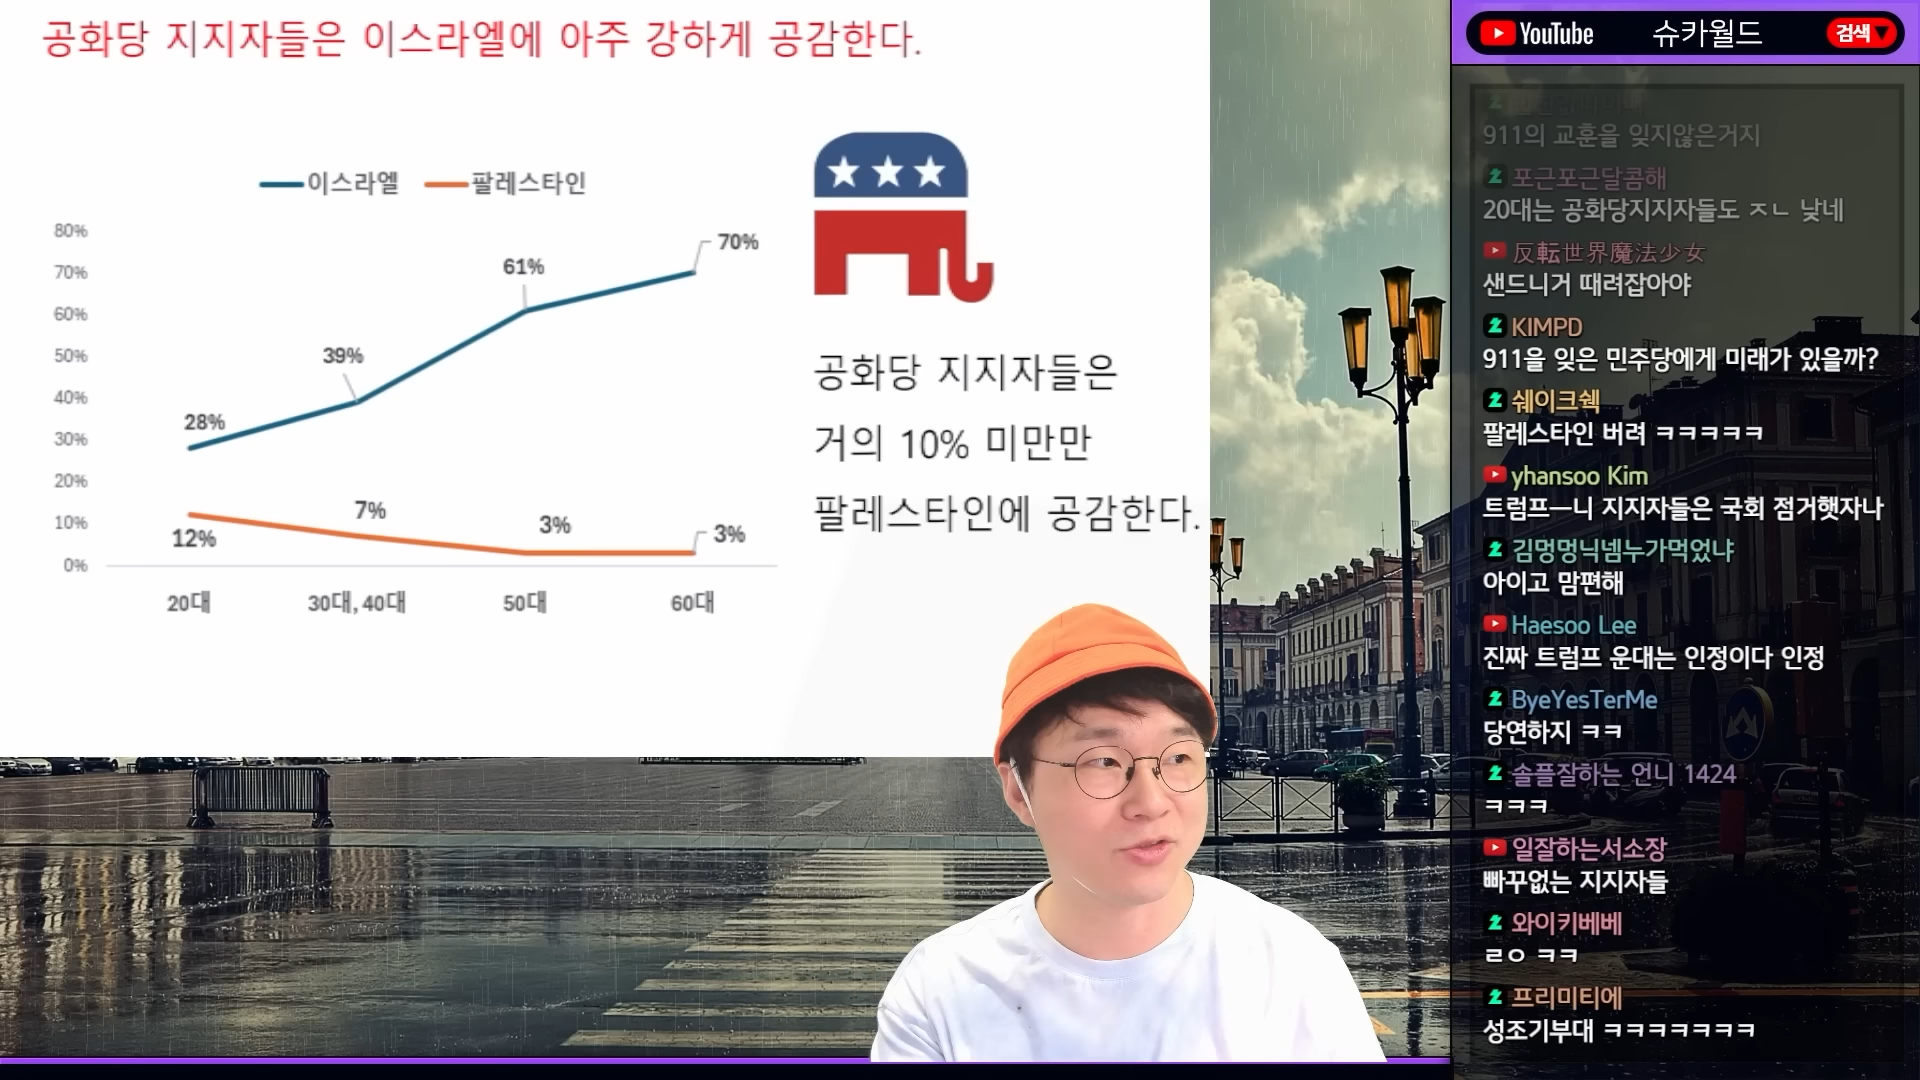 공화당 지지자들은 이스라엘에 아주 강하게 공감한다.
이스라엘 팔레스타인
80%
70%
60%
50%
40%
30%
20%
10%
0%
28%
39%
61%
70%
12%
7%
3%
3%
20대
30대, 40대
50대
60대
공화당 지지자들은
거의 10% 미만만
팔레스타인에 공감한다.
YouTube 슈카월드 검색
911의 교훈을 잊지않은거지
포근포근달콤해
20대는 공화당지지자들도 ㅈㄴ 낮네
反転世界魔法少女
샌드니거 때려잡아야
KIMPD
911을 잊은 민주당에게 미래가 있을까?
쉐이크쉑
팔레스타인 버려 ㅋㅋㅋㅋㅋ
yhansoo Kim
트럼프ㅡ니 지지자들은 국회 점거햇자나
김멍멍닉넴누가먹었냐
아이고 맘편해
Haesoo Lee
진짜 트럼프 운대는 인정이다 인정
ByeYesTerMe
당연하지 ㅋㅋ
솔플잘하는 언니 1424
ㅋㅋㅋ
일잘하는서소장
빠꾸없는 지지자들
와이키베베
ㄹㅇ ㅋㅋ
프리미티에
성조기부대 ㅋㅋㅋㅋㅋㅋㅋ